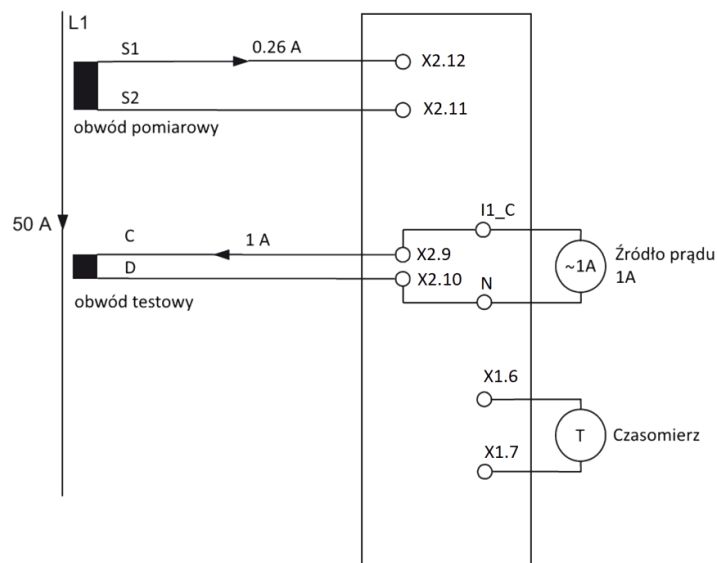 L1
S1
0.26 A
X2.12
S2
X2.11
obwód pomiarowy
50 A
I1_C
C
1 A
X2.9
~1A
Źródło prądu
1A
D
X2.10
N
obwód testowy
X1.6
T
Czasomierz
X1.7